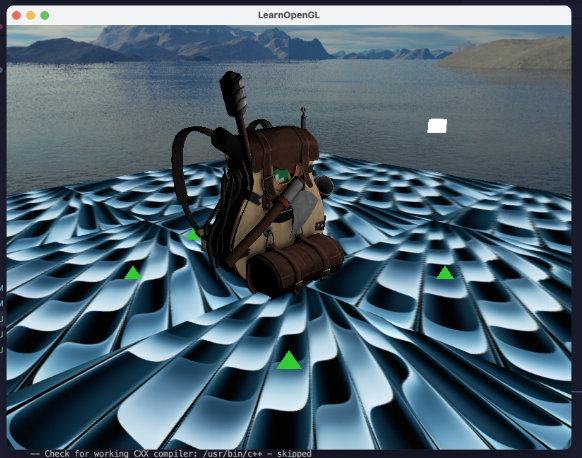 LearnOpenGL
-- Check for working CXX compiler: /usr/bin/c++ - skipped